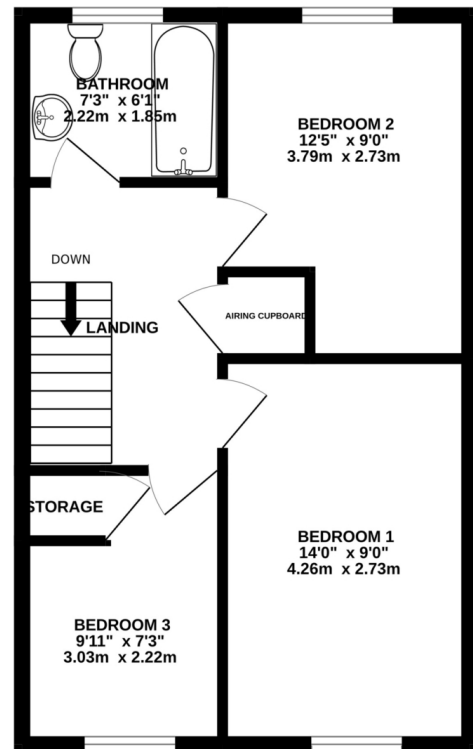 BATHROOM
7'3" x 6'1"
2.22m x 1.85m
BEDROOM 2
12'5" x 9'0"
3.79m x 2.73m
DOWN
LANDING
AIRING CUPBOARD
STORAGE
BEDROOM 1
14'0" x 9'0"
4.26m x 2.73m
BEDROOM 3
9'11" x 7'3"
3.03m x 2.22m